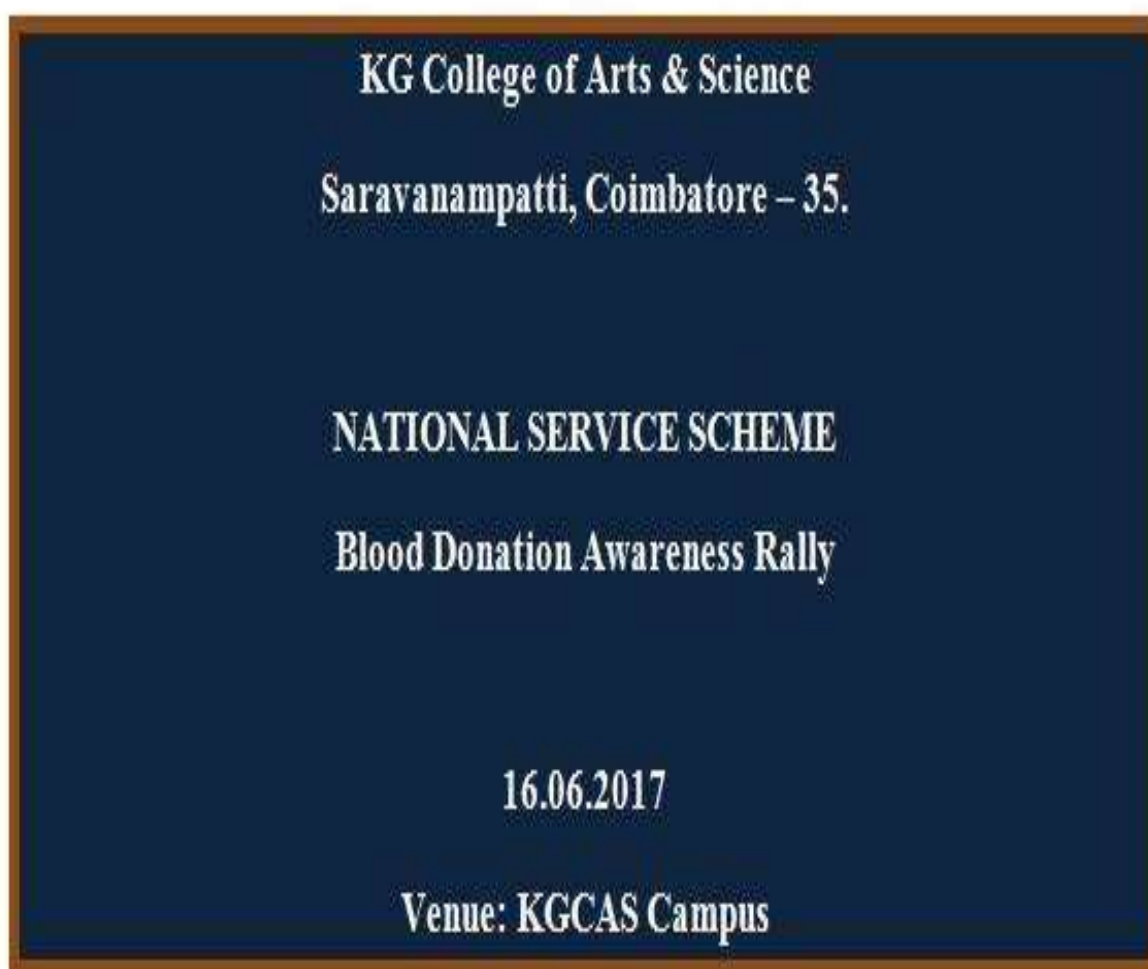 KG College of Arts & Science
Saravanampatti, Coimbatore – 35.
NATIONAL SERVICE SCHEME
Blood Donation Awareness Rally
16.06.2017
Venue: KGCAS Campus